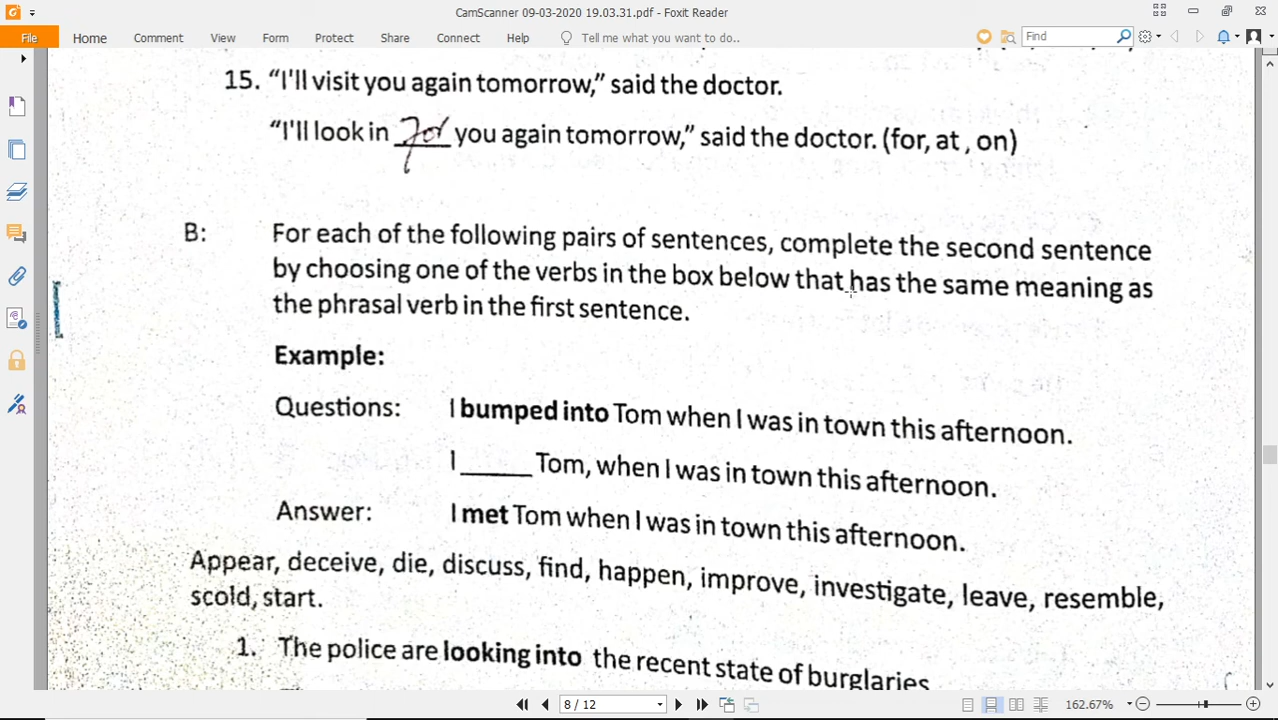 CamScanner 09-03-2020 19.03.31.pdf - Foxit Reader
File Home Comment View Form Protect Share Connect Help Tell me what you want to do.. Find
15. “I'll visit you again tomorrow,” said the doctor.
“I'll look in for you again tomorrow,” said the doctor. (for, at , on)
B: For each of the following pairs of sentences, complete the second sentence
by choosing one of the verbs in the box below that has the same meaning as
the phrasal verb in the first sentence.
Example:
Questions: I bumped into Tom when I was in town this afternoon.
I ______ Tom, when I was in town this afternoon.
Answer: I met Tom when I was in town this afternoon.
Appear, deceive, die, discuss, find, happen, improve, investigate, leave, resemble,
scold, start.
1. The police are looking into the recent state of burglaries
8 / 12 162.67%